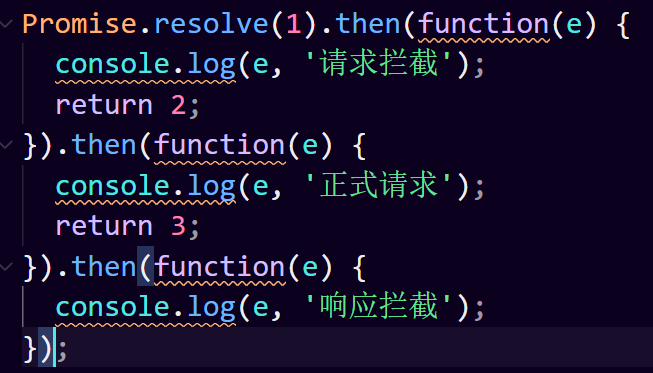 Promise.resolve(1).then(function(e) {
  console.log(e, '请求拦截');
  return 2;
}).then(function(e) {
  console.log(e, '正式请求');
  return 3;
}).then(function(e) {
  console.log(e, '响应拦截');
});